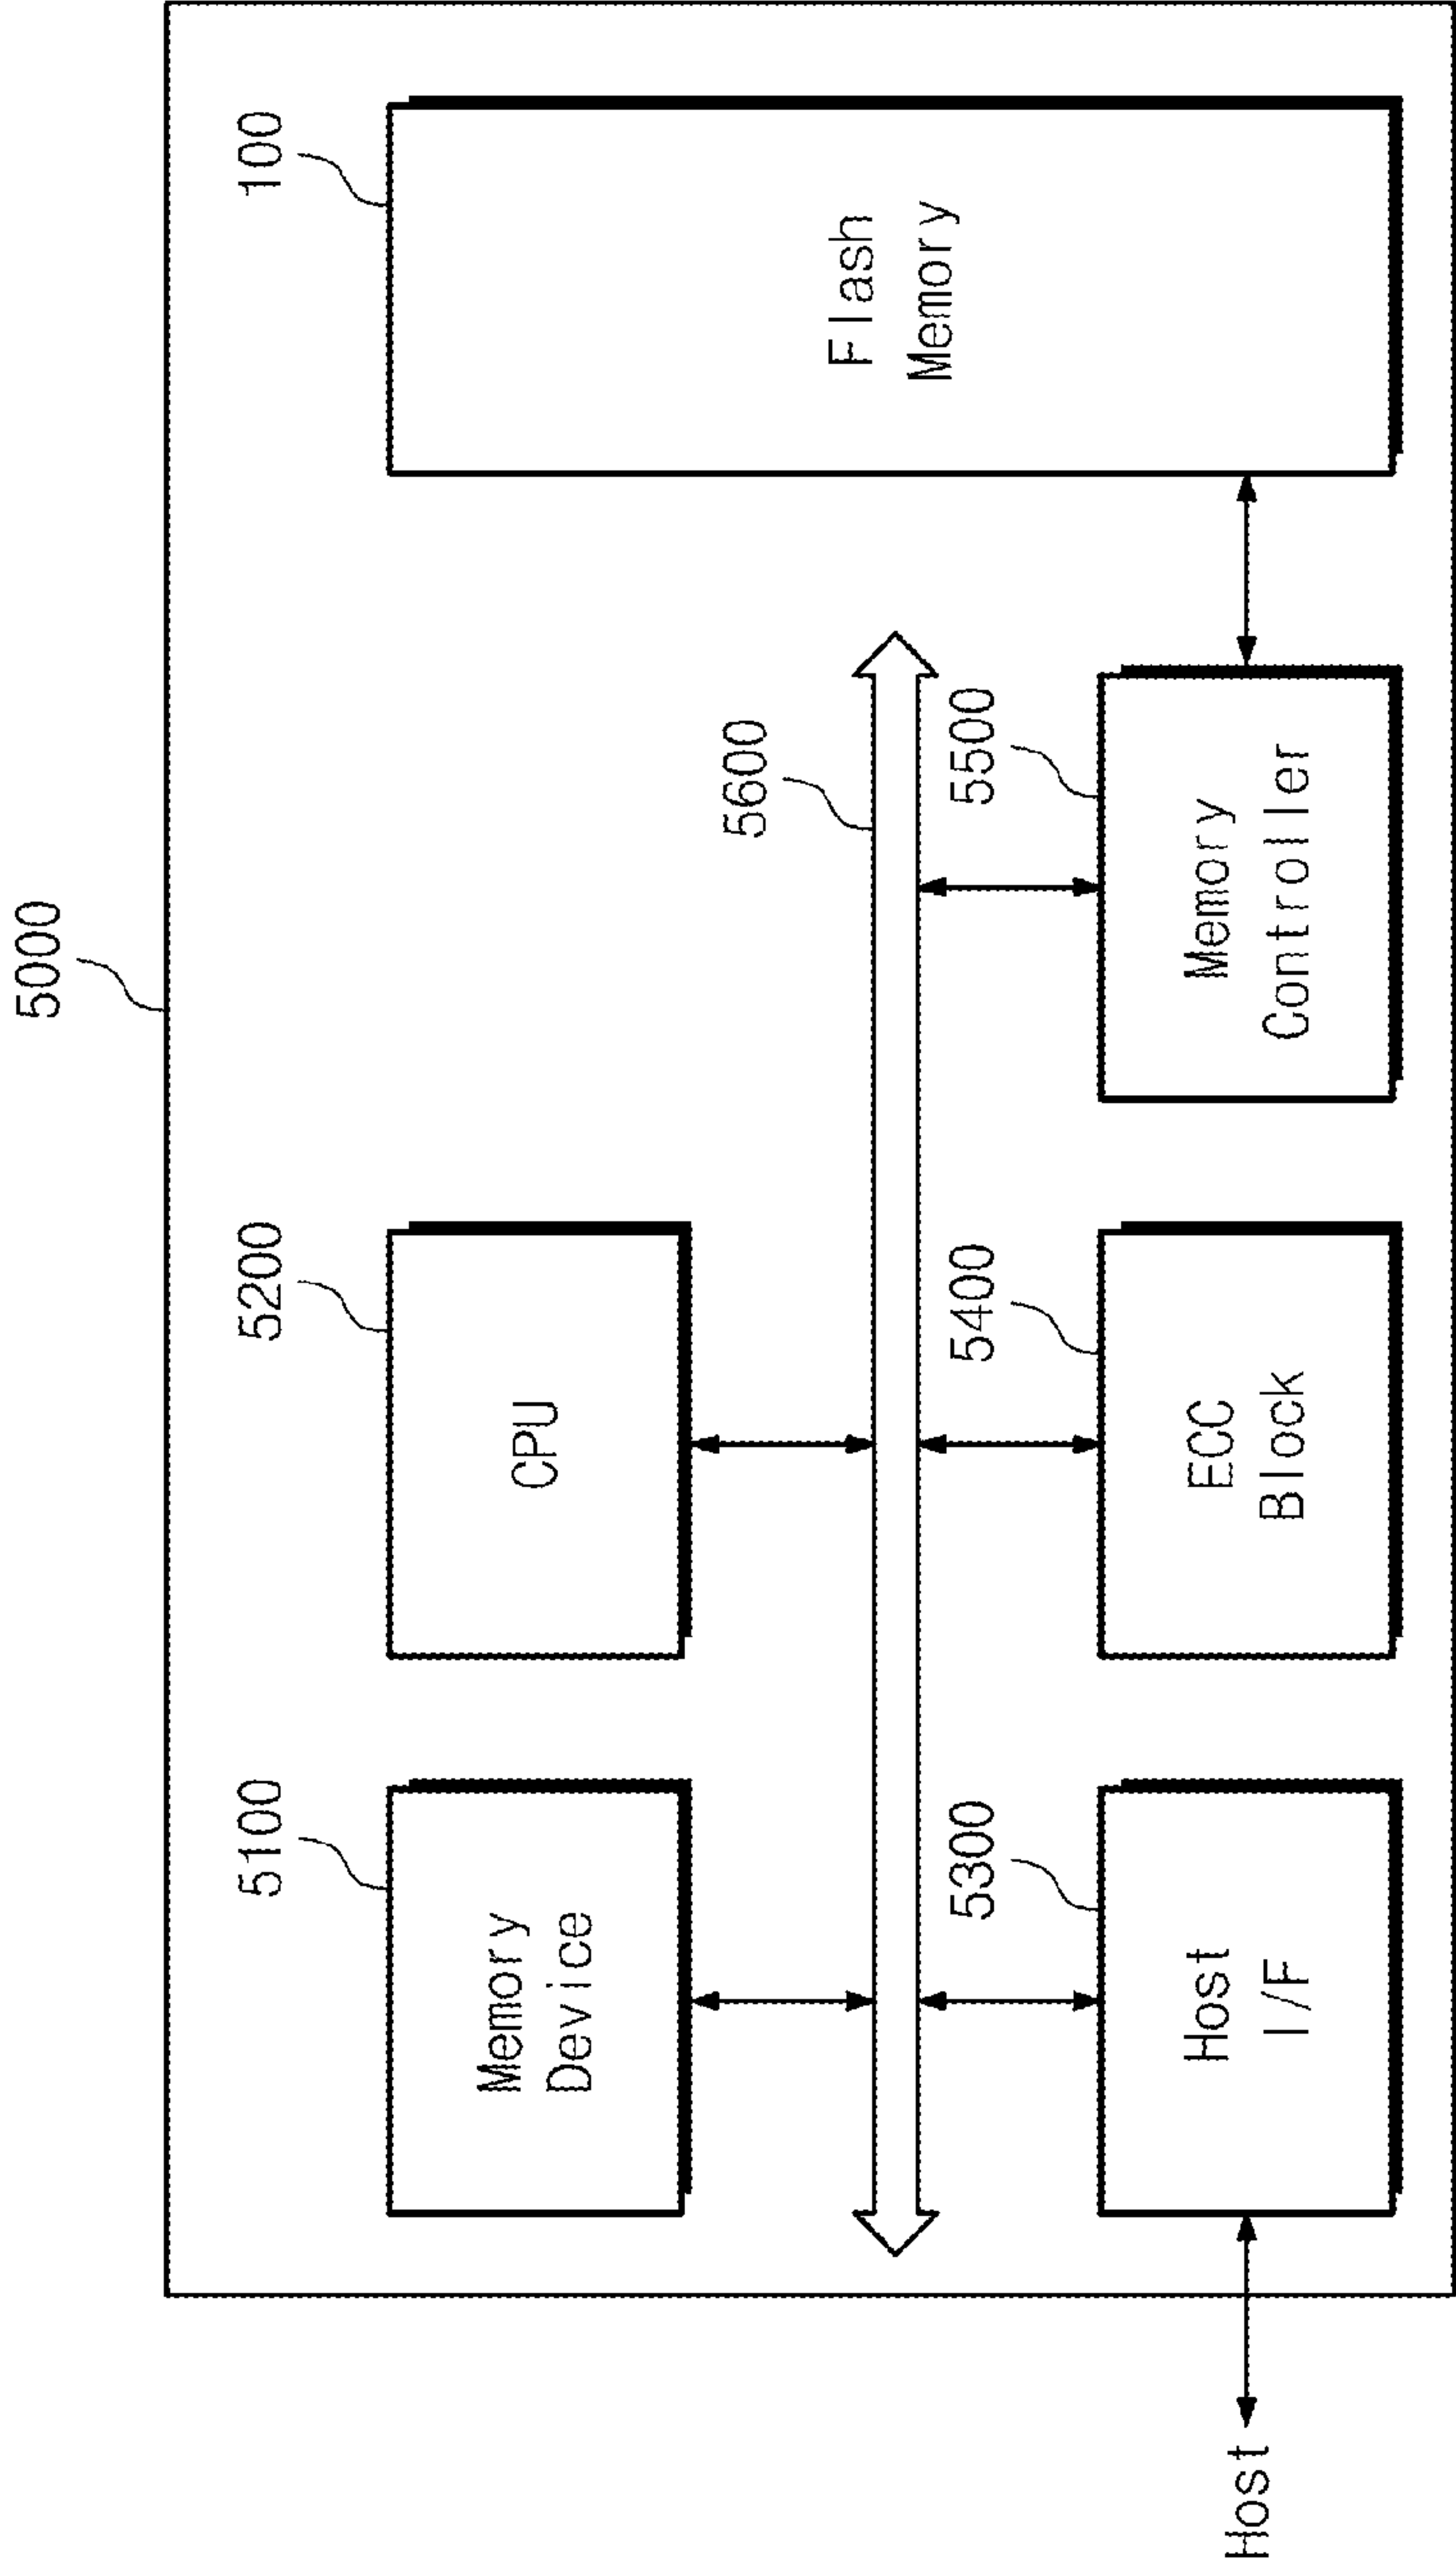 5000
5100
Memory
Device
5200
CPU
100
Flash
Memory
5600
5300
Host
I/F
5400
ECC
Block
5500
Memory
Controller
Host